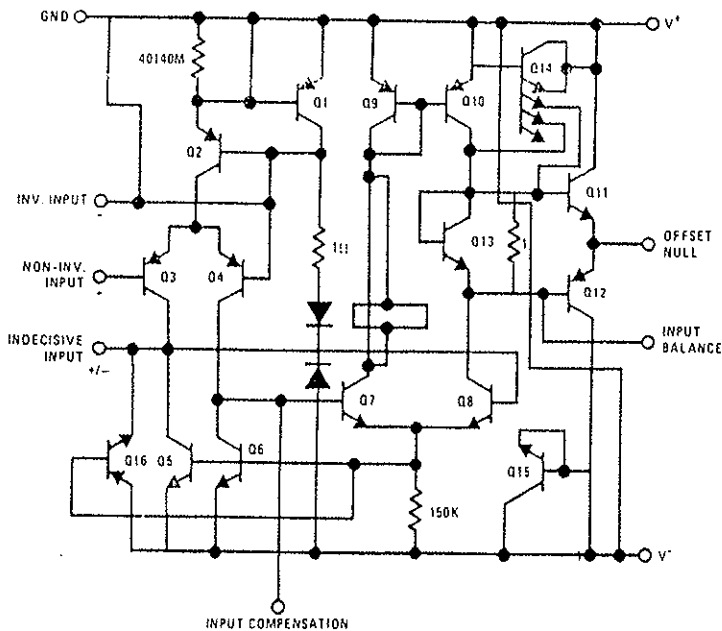 GND
V+
40140M
Q1
Q9
Q10
Q14
Q2
INV. INPUT
-
Q11
Q13
1
OFFSET
NULL
1Ω
NON-INV.
INPUT
-
Q3
Q4
Q12
INDECISIVE
INPUT
+/–
INPUT
BALANCE
Q7
Q8
Q16
Q5
Q6
Q15
150K
V-
INPUT COMPENSATION